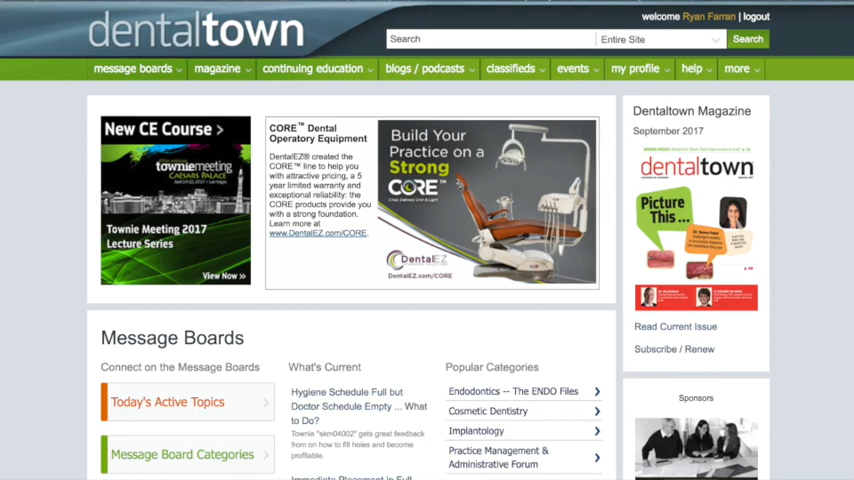 dentaltown
welcome Ryan Farran | logout
Search
Entire Site
Search
message boards
magazine
continuing education
blogs / podcasts
classifieds
events
my profile
help
more
New CE Course >
towniemeeting
CAESARS PALACE
Townie Meeting 2017
Lecture Series
View Now >>
CORE™ Dental
Operatory Equipment
DentalEZ® created the
CORE™ line to help you
with attractive pricing, a 5
year limited warranty and
exceptional reliability: the
CORE products provide you
with a strong foundation.
Learn more at
www.DentalEZ.com/CORE.
Build Your
Practice on a
Strong
CORE™
DentalEZ
DentalEZ.com/CORE
Dentaltown Magazine
September 2017
dentaltown
Picture
This ...
Read Current Issue
Subscribe / Renew
Sponsors
Message Boards
Connect on the Message Boards
Today's Active Topics
Message Board Categories
What's Current
Hygiene Schedule Full but
Doctor Schedule Empty ... What
to Do?
Townie "skm04002" gets great feedback
from on how to fill holes and become
profitable.
Immediate Placement in Full
Popular Categories
Endodontics -- The ENDO Files
Cosmetic Dentistry
Implantology
Practice Management &
Administrative Forum